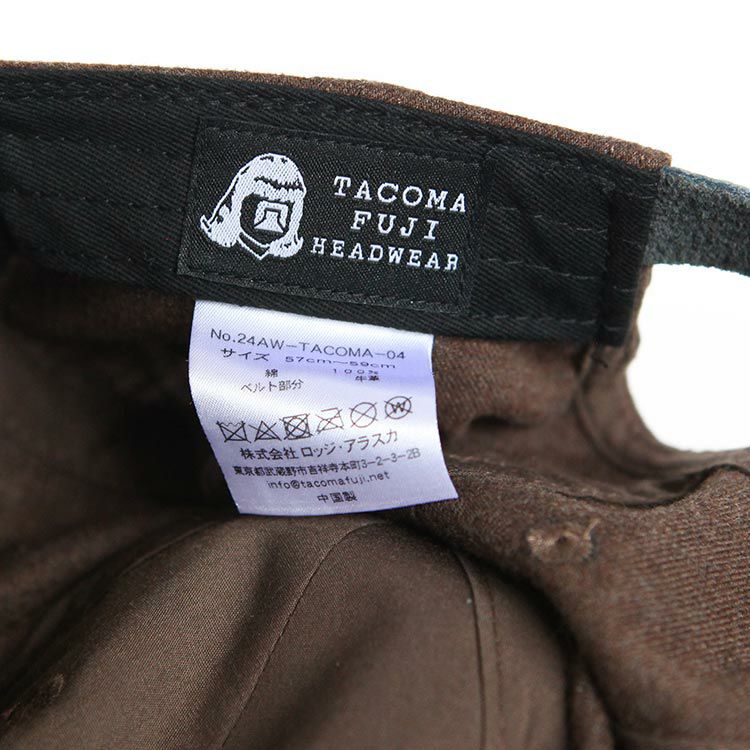 TACOMA
FUJI
HEADWEAR
No.24AW-TACOMA-04
サイズ 57cm～59cm
綿 100%
ベルト部分 牛革
株式会社 ロッジ・アラスカ
東京都武蔵野市吉祥寺本町3-2-3-2B
info@tacomafuji.net
中国製